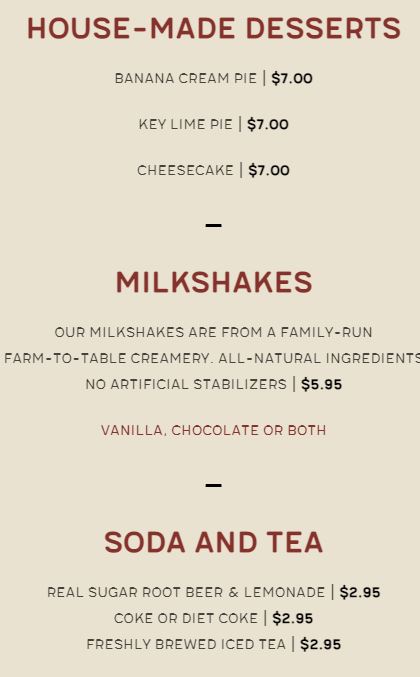 HOUSE-MADE DESSERTS
BANANA CREAM PIE | $7.00
KEY LIME PIE | $7.00
CHEESECAKE | $7.00
MILKSHAKES
OUR MILKSHAKES ARE FROM A FAMILY-RUN
FARM-TO-TABLE CREAMERY. ALL-NATURAL INGREDIENTS
NO ARTIFICIAL STABILIZERS | $5.95
VANILLA, CHOCOLATE OR BOTH
SODA AND TEA
REAL SUGAR ROOT BEER & LEMONADE | $2.95
COKE OR DIET COKE | $2.95
FRESHLY BREWED ICED TEA | $2.95